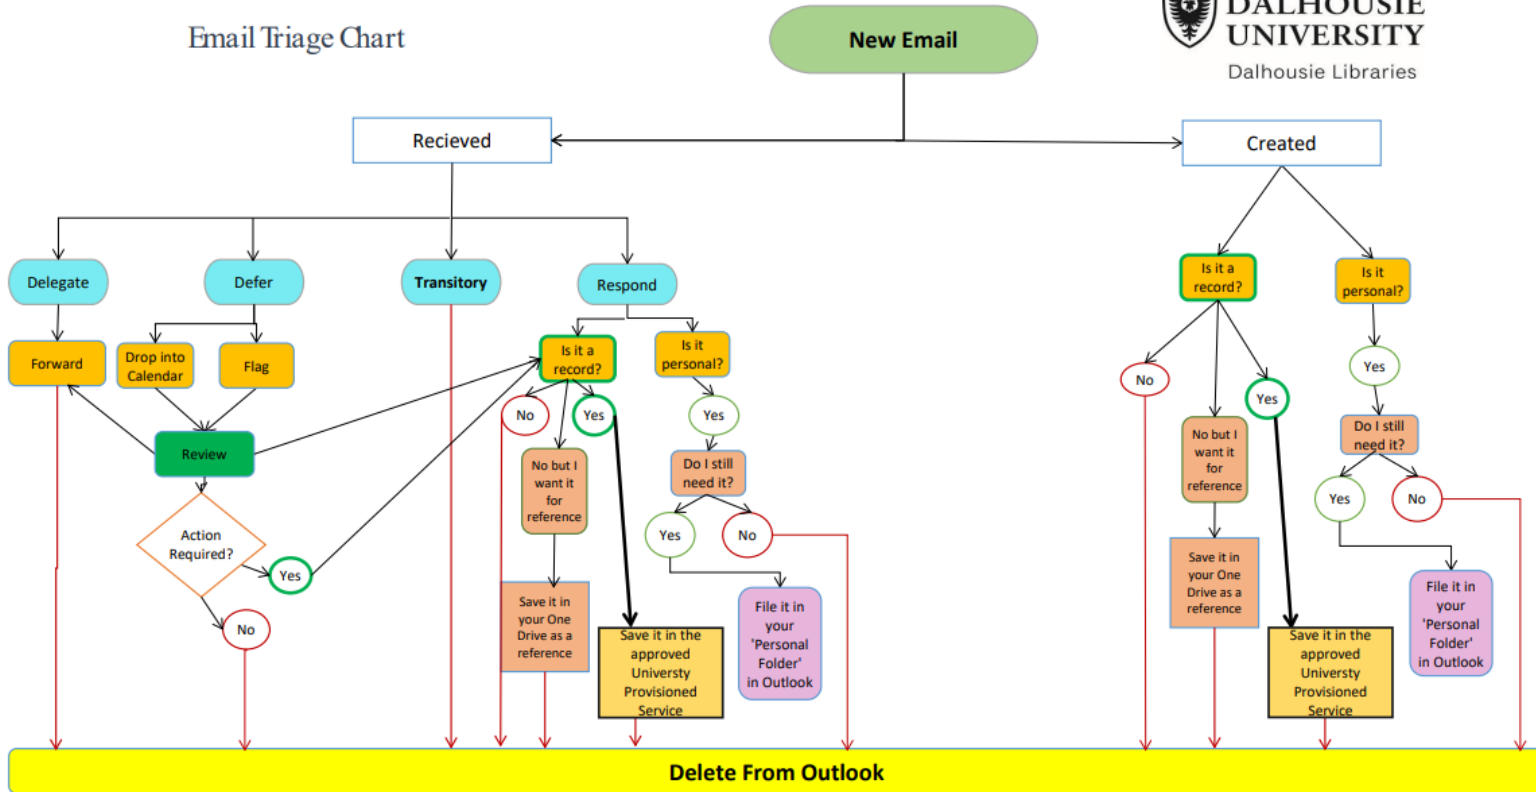 Email Triage Chart
New Email
DALHOUSIE
UNIVERSITY
Dalhousie Libraries
Recieved
Created
Delegate
Defer
Transitory
Respond
Is it a
record?
Is it
personal?
Forward
Drop into
Calendar
Flag
Is it a
record?
Is it
personal?
No
Yes
Yes
No
Yes
Yes
Review
No but I
want it
for
reference
Do I still
need it?
No but I
want it
for
reference
Do I still
need it?
Action
Required?
Yes
Yes
No
Yes
No
No
Save it in
your One
Drive as a
reference
Save it in the
approved
Universty
Provisioned
Service
File it in
your
'Personal
Folder'
in Outlook
Save it in
your One
Drive as a
reference
Save it in the
approved
Universty
Provisioned
Service
File it in
your
'Personal
Folder'
in Outlook
Delete From Outlook